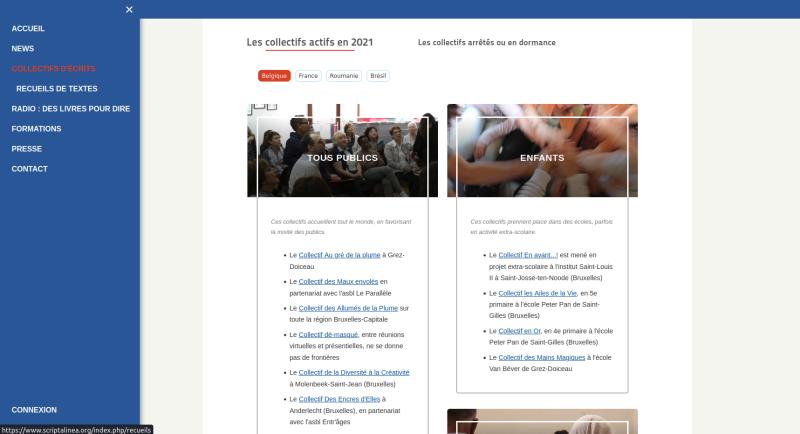 ×
ACCUEIL
NEWS
COLLECTIFS D'ÉCRITS
RECUEILS DE TEXTES
RADIO : DES LIVRES POUR DIRE
FORMATIONS
PRESSE
CONTACT
CONNEXION
https://www.scriptalinea.org/index.php/recueils
Les collectifs actifs en 2021
Les collectifs arrêtés ou en dormance
Belgique
France
Roumanie
Brésil
TOUS PUBLICS
Ces collectifs accueillent tout le monde, en favorisant
la mixité des publics.
• Le Collectif Au gré de la plume à Grez-
Doiceau
• Le Collectif des Maux envolés en
partenariat avec l'asbl Le Parallèle
• Le Collectif des Allumés de la Plume sur
toute la région Bruxelles-Capitale
• Le Collectif dé-masqué, entre réunions
virtuelles et présentielles, ne se donne
pas de frontières
• Le Collectif de la Diversité à la Créativité
à Molenbeek-Saint-Jean (Bruxelles)
• Le Collectif Des Encres d'Elles à
Anderlecht (Bruxelles), en partenariat
avec l'asbl Entr'âges
ENFANTS
Ces collectifs prennent place dans des écoles, parfois
en activité extra-scolaire.
• Le Collectif En avant...! est mené en
projet extra-scolaire à l'institut Saint-Louis
II à Saint-Josse-ten-Noode (Bruxelles)
• Le Collectif les Ailes de la Vie, en 5e
primaire à l'école Peter Pan de Saint-
Gilles (Bruxelles)
• Le Collectif en Or, en 4e primaire à l'école
Peter Pan de Saint-Gilles (Bruxelles)
• Le Collectif des Mains Magiques à l'école
Van Béver de Grez-Doiceau